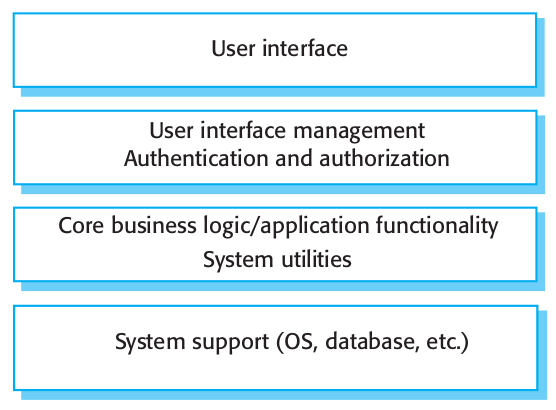 User interface
User interface management
Authentication and authorization
Core business logic/application functionality
System utilities
System support (OS, database, etc.)